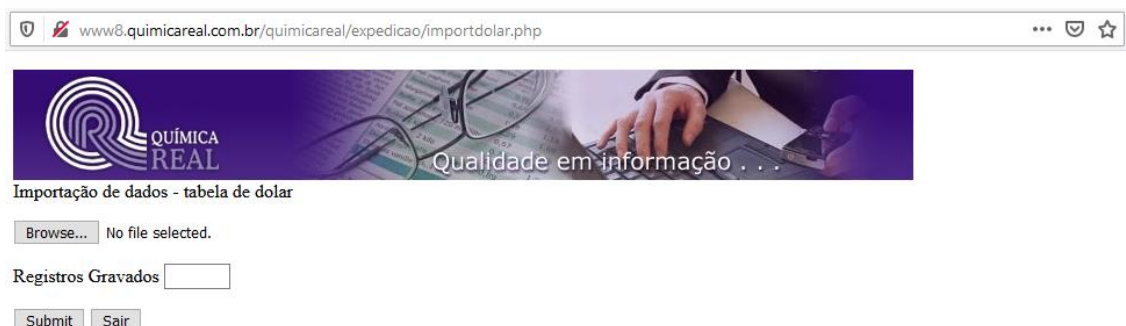 www8.quimicareal.com.br/quimicareal/expedicao/importdolar.php
QUÍMICA
REAL
Qualidade em informação . . .
Importação de dados - tabela de dolar
Browse... No file selected.
Registros Gravados
Submit Sair